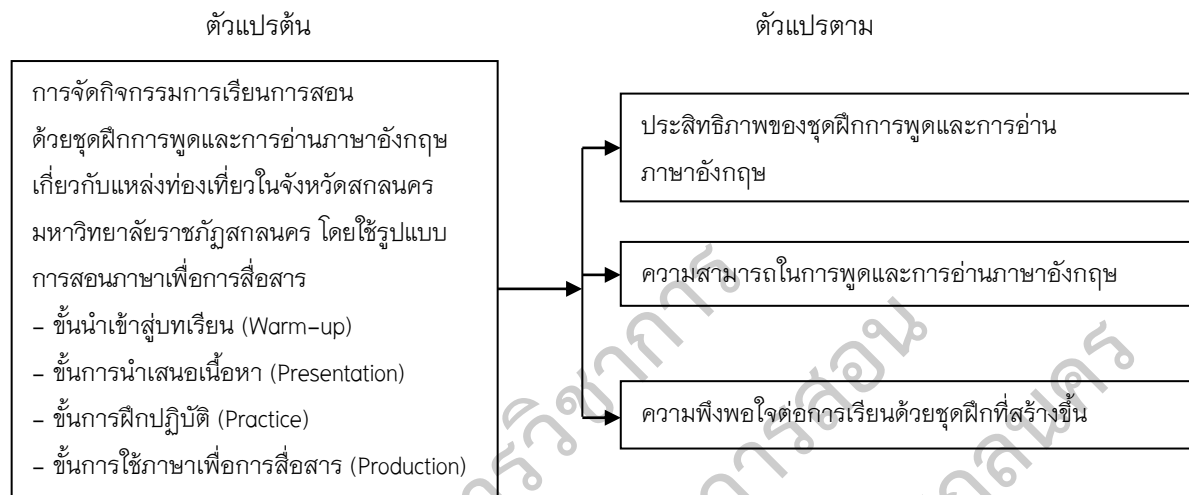 ตัวแปรต้น
ตัวแปรตาม
การจัดกิจกรรมการเรียนการสอน
ด้วยชุดฝึกการพูดและการอ่านภาษาอังกฤษ
เกี่ยวกับแหล่งท่องเที่ยวในจังหวัดสกลนคร
มหาวิทยาลัยราชภัฏสกลนคร โดยใช้รูปแบบ
การสอนภาษาเพื่อการสื่อสาร
– ขั้นนำเข้าสู่บทเรียน (Warm–up)
– ขั้นการนำเสนอเนื้อหา (Presentation)
– ขั้นการฝึกปฏิบัติ (Practice)
– ขั้นการใช้ภาษาเพื่อการสื่อสาร (Production)
ประสิทธิภาพของชุดฝึกการพูดและการอ่าน
ภาษาอังกฤษ
ความสามารถในการพูดและการอ่านภาษาอังกฤษ
ความพึงพอใจต่อการเรียนด้วยชุดฝึกที่สร้างขึ้น